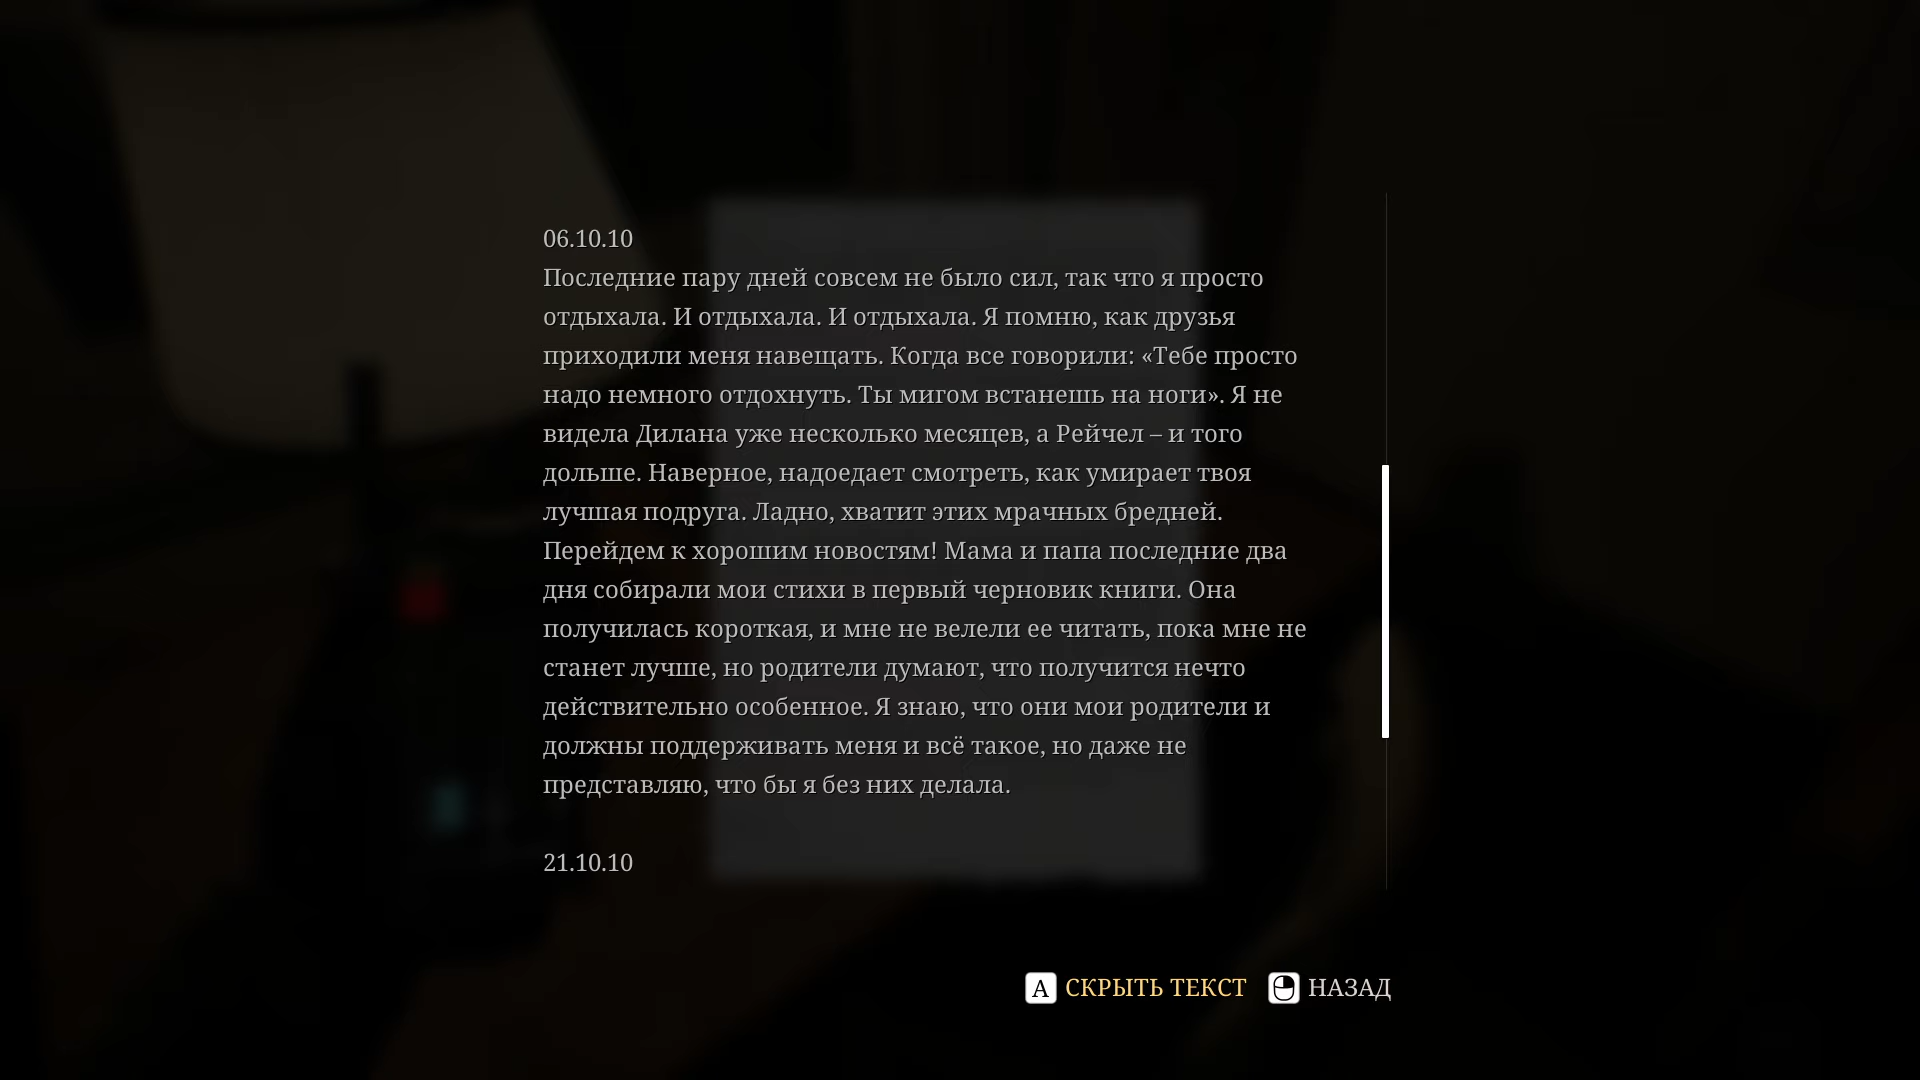 06.10.10
Последние пару дней совсем не было сил, так что я просто
отдыхала. И отдыхала. И отдыхала. Я помню, как друзья
приходили меня навещать. Когда все говорили: «Тебе просто
надо немного отдохнуть. Ты мигом встанешь на ноги». Я не
видела Дилана уже несколько месяцев, а Рейчел – и того
дольше. Наверное, надоедает смотреть, как умирает твоя
лучшая подруга. Ладно, хватит этих мрачных бредней.
Перейдем к хорошим новостям! Мама и папа последние два
дня собирали мои стихи в первый черновик книги. Она
получилась короткая, и мне не велели ее читать, пока мне не
станет лучше, но родители думают, что получится нечто
действительно особенное. Я знаю, что они мои родители и
должны поддерживать меня и всё такое, но даже не
представляю, что бы я без них делала.
21.10.10
A СКРЫТЬ ТЕКСТ НАЗАД